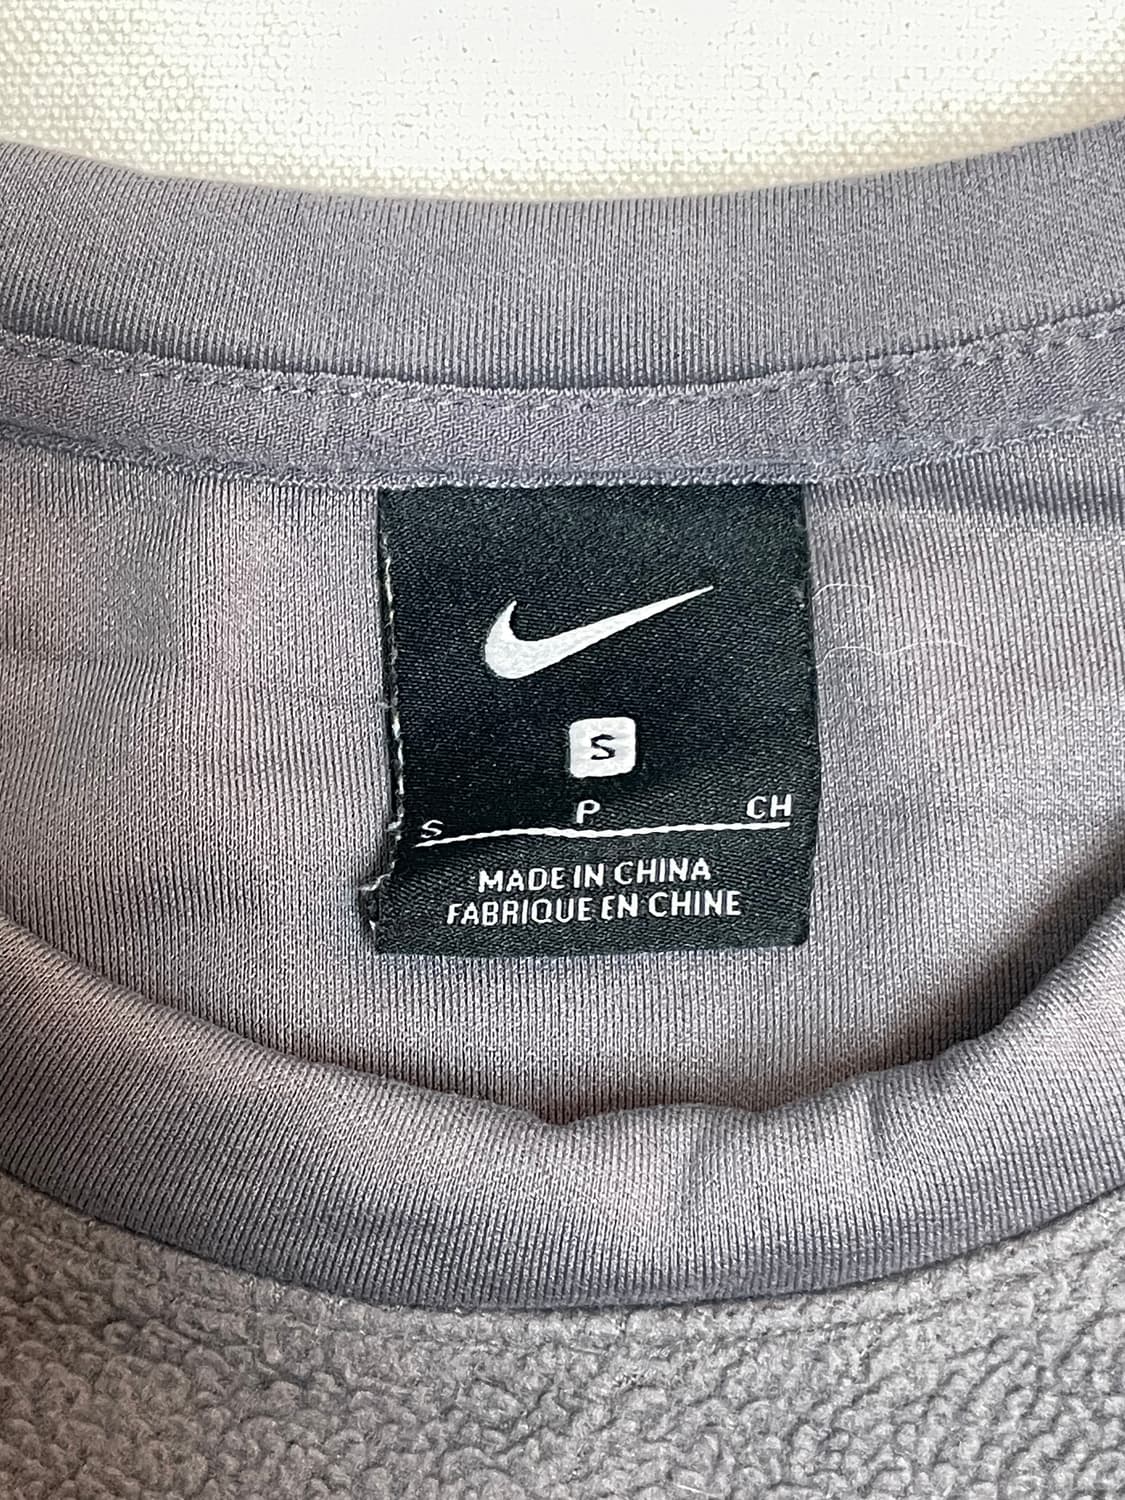 S
S P CH
MADE IN CHINA
FABRIQUE EN CHINE